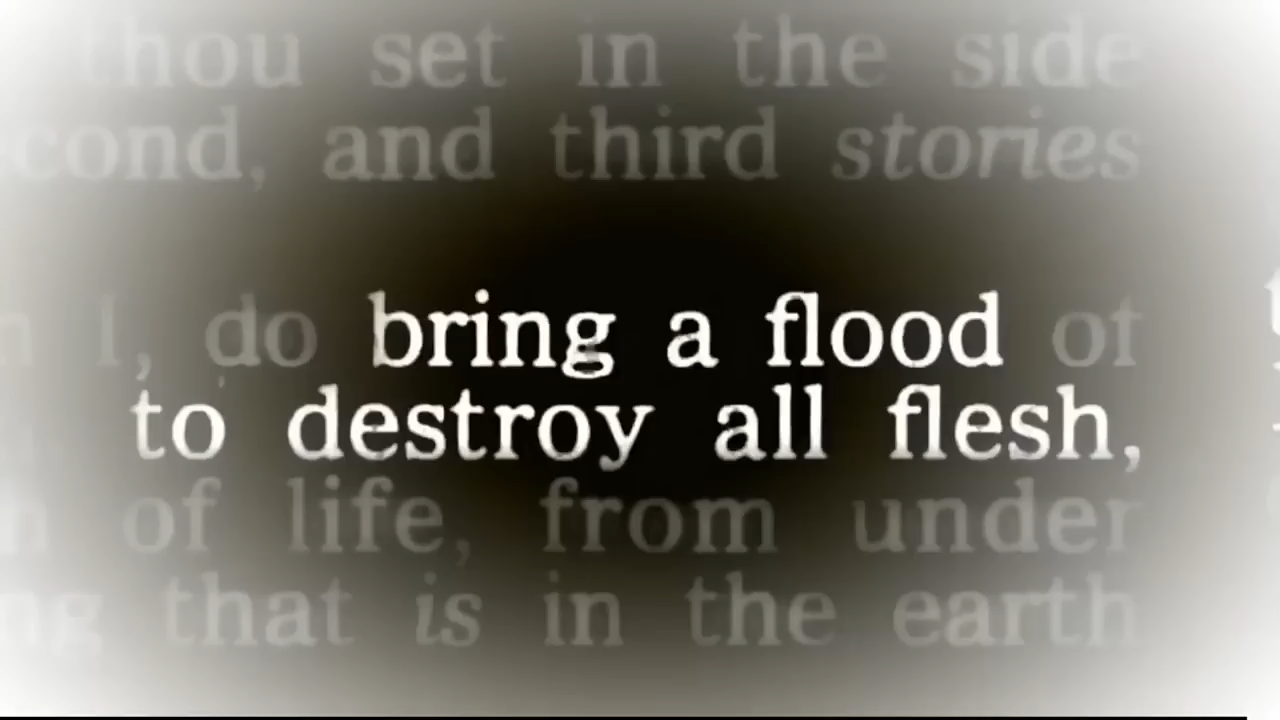 thou set in the side
cond, and third stories
I, do bring a flood of
to destroy all flesh,
of life, from under
ng that is in the earth